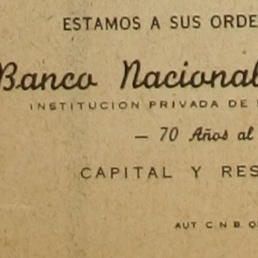 ESTAMOS A SUS ORDE
Banco Nacional
INSTITUCION PRIVADA DE
— 70 Años al
CAPITAL Y RES
AUT C N B O